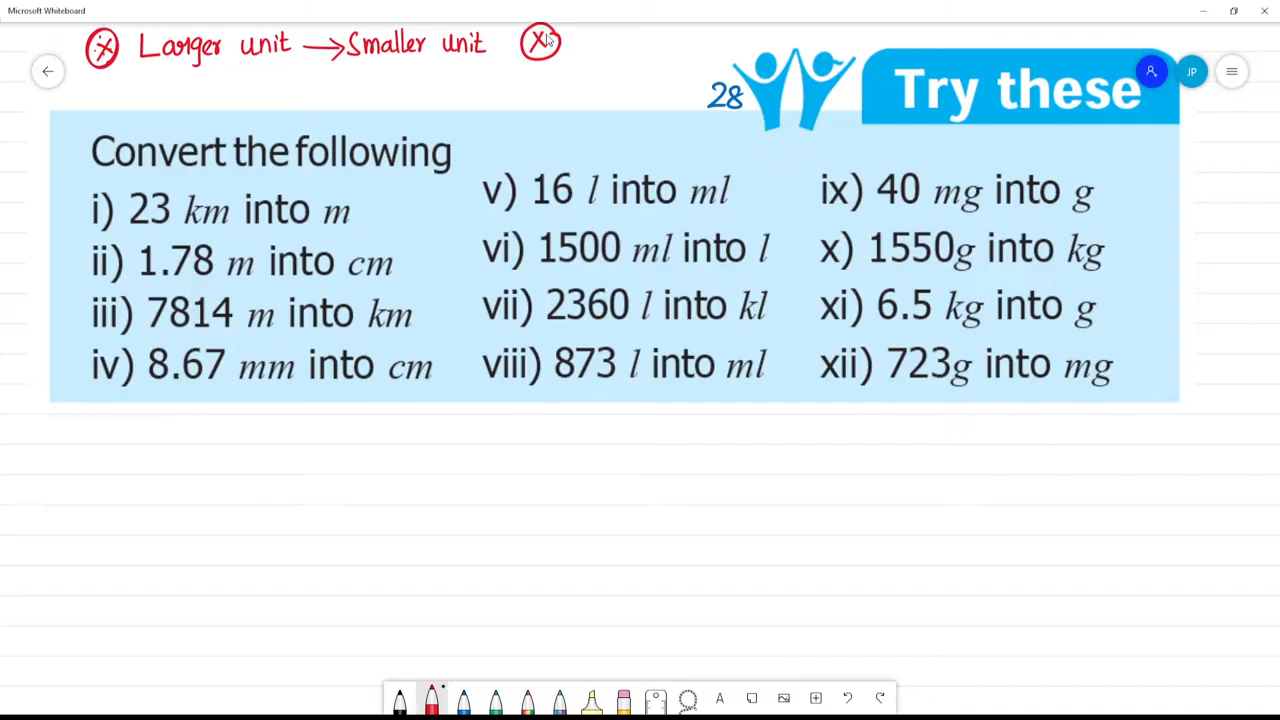 Microsoft Whiteboard
Larger unit → Smaller unit ×
28
Try these
JP
Convert the following
i) 23 km into m
ii) 1.78 m into cm
iii) 7814 m into km
iv) 8.67 mm into cm
v) 16 l into ml
vi) 1500 ml into l
vii) 2360 l into kl
viii) 873 l into ml
ix) 40 mg into g
x) 1550g into kg
xi) 6.5 kg into g
xii) 723g into mg
A